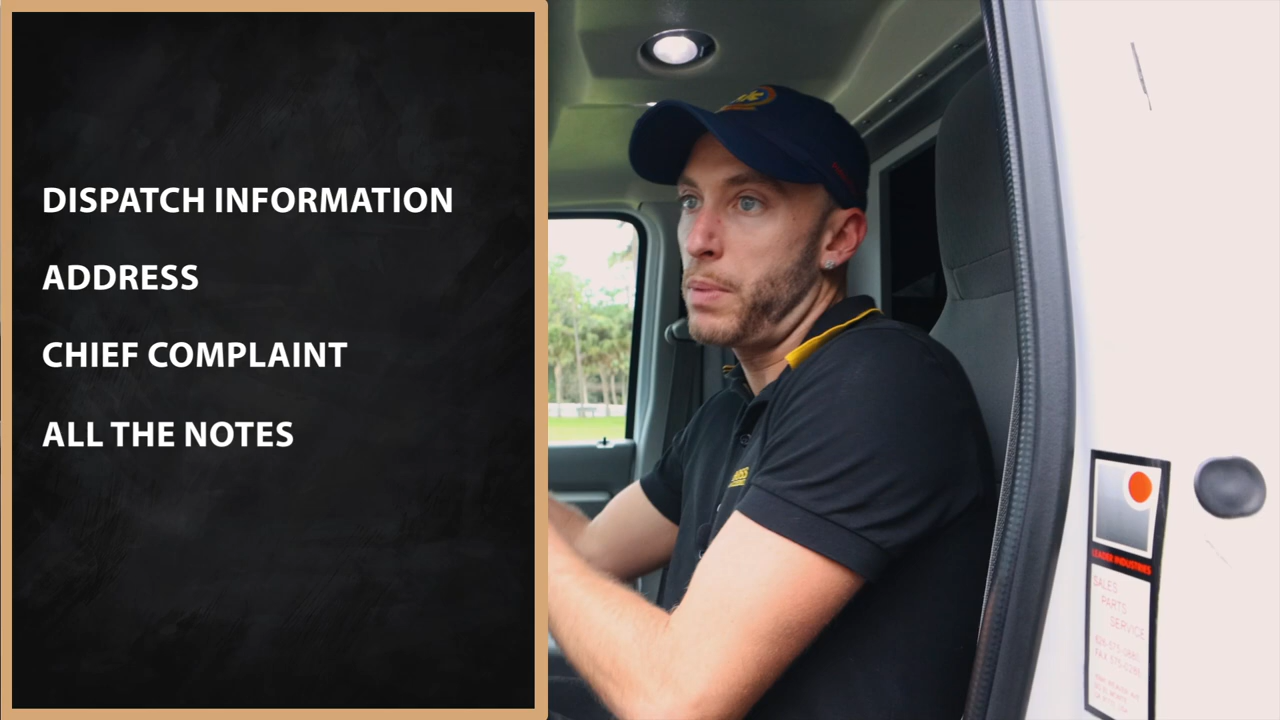 DISPATCH INFORMATION
ADDRESS
CHIEF COMPLAINT
ALL THE NOTES
LEADER INDUSTRIES
SALES
PARTS
SERVICE